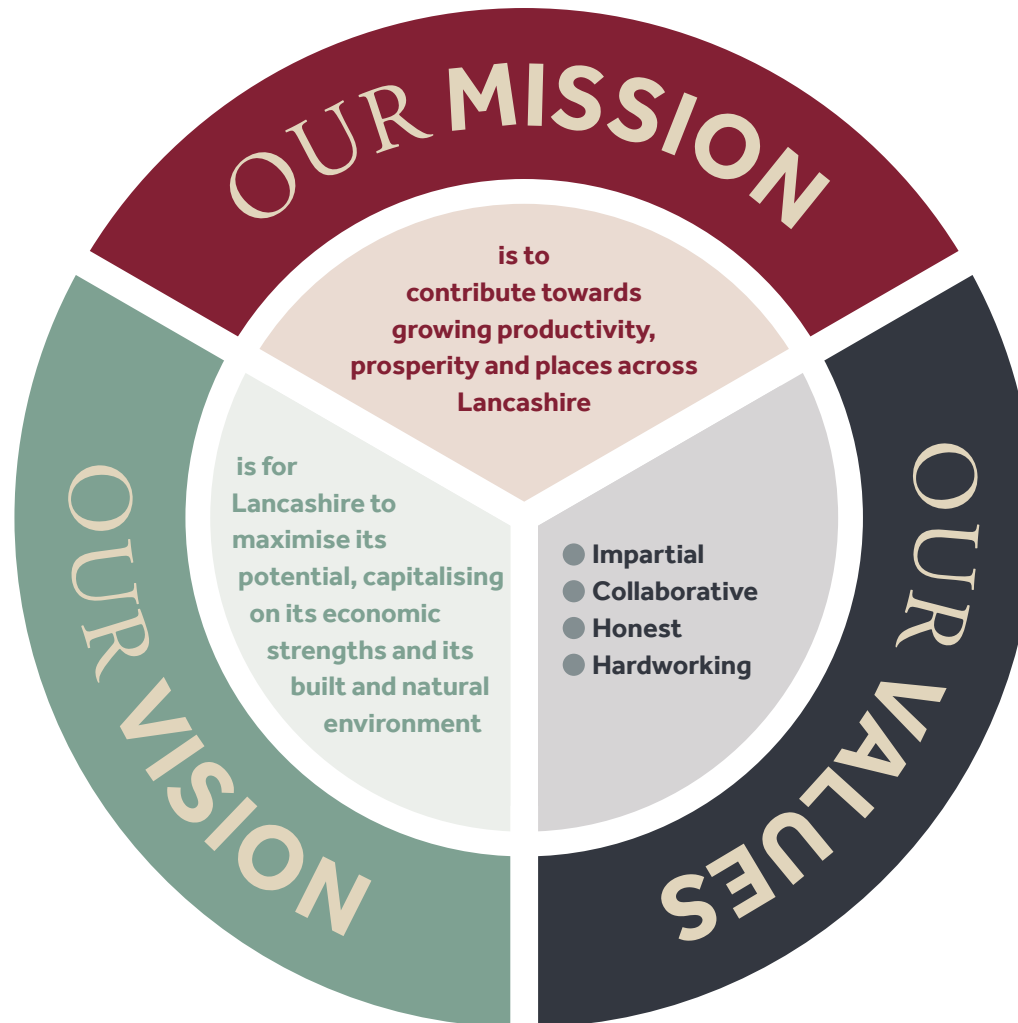 OUR MISSION
is to
contribute towards
growing productivity,
prosperity and places across
Lancashire
OUR VISION
is for
Lancashire to
maximise its
potential, capitalising
on its economic
strengths and its
built and natural
environment
OUR VALUES
Impartial
Collaborative
Honest
Hardworking